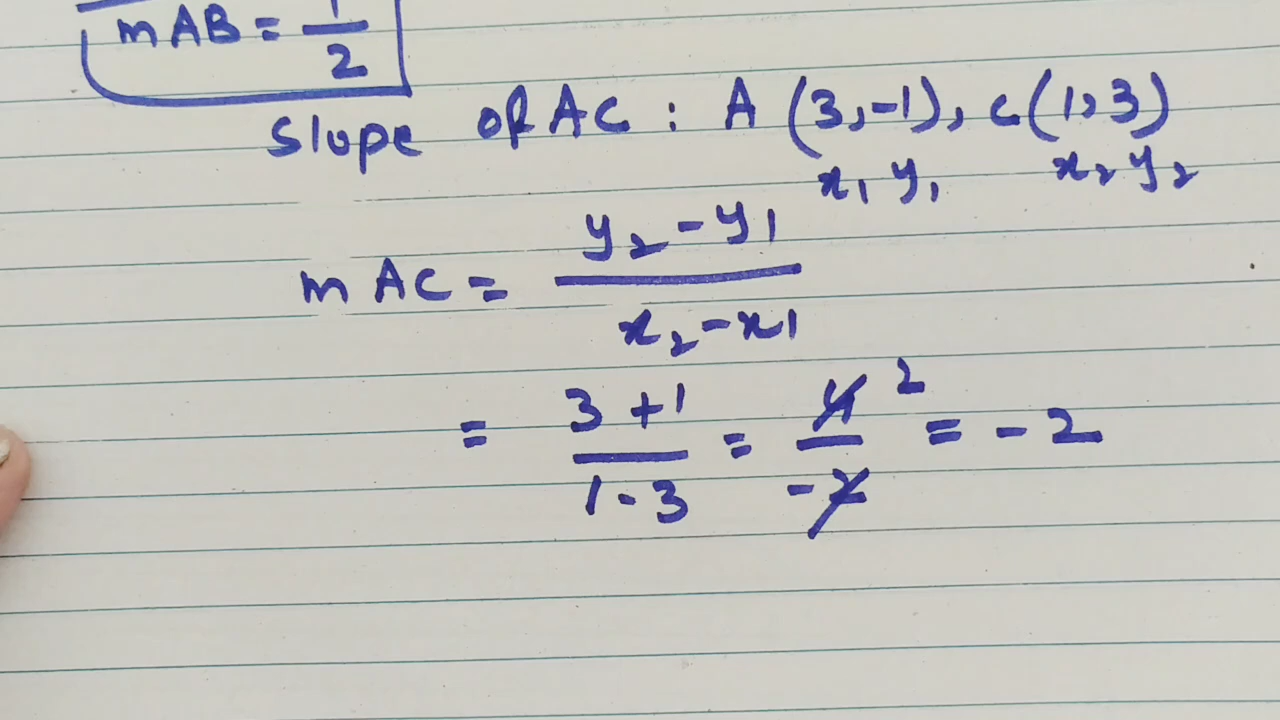 mAB = 1/2
Slope of AC : A (3,-1), C(1,3)
x₁ y₁ x₂ y₂
mAC = y₂-y₁ / x₂-x₁
= 3+1 / 1-3 = 4 2 / -2 = -2